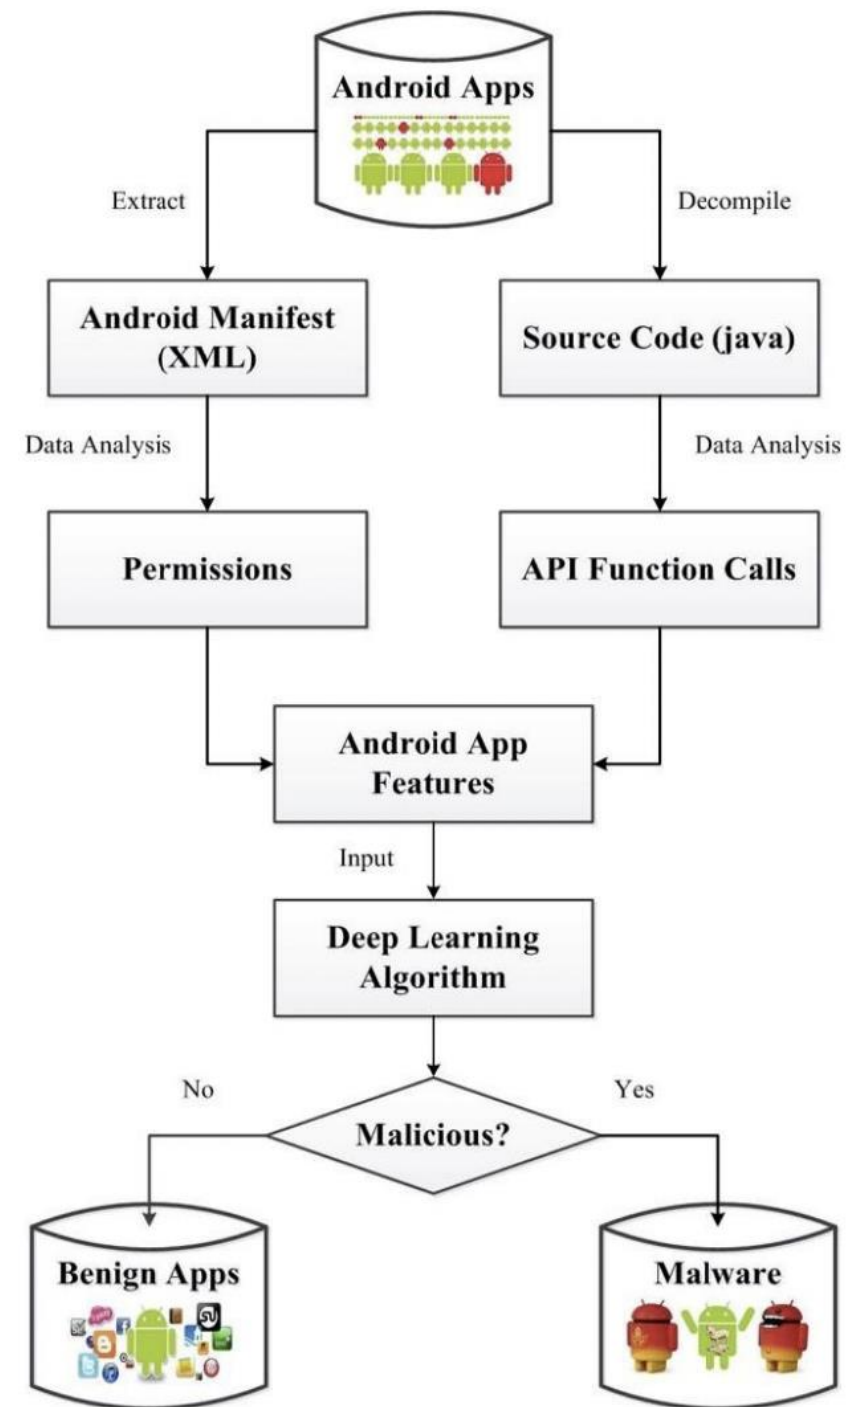 Android Apps
Extract
Decompile
Android Manifest
(XML)
Source Code (java)
Data Analysis
Data Analysis
Permissions
API Function Calls
Android App
Features
Input
Deep Learning
Algorithm
No
Yes
Malicious?
Benign Apps
Malware